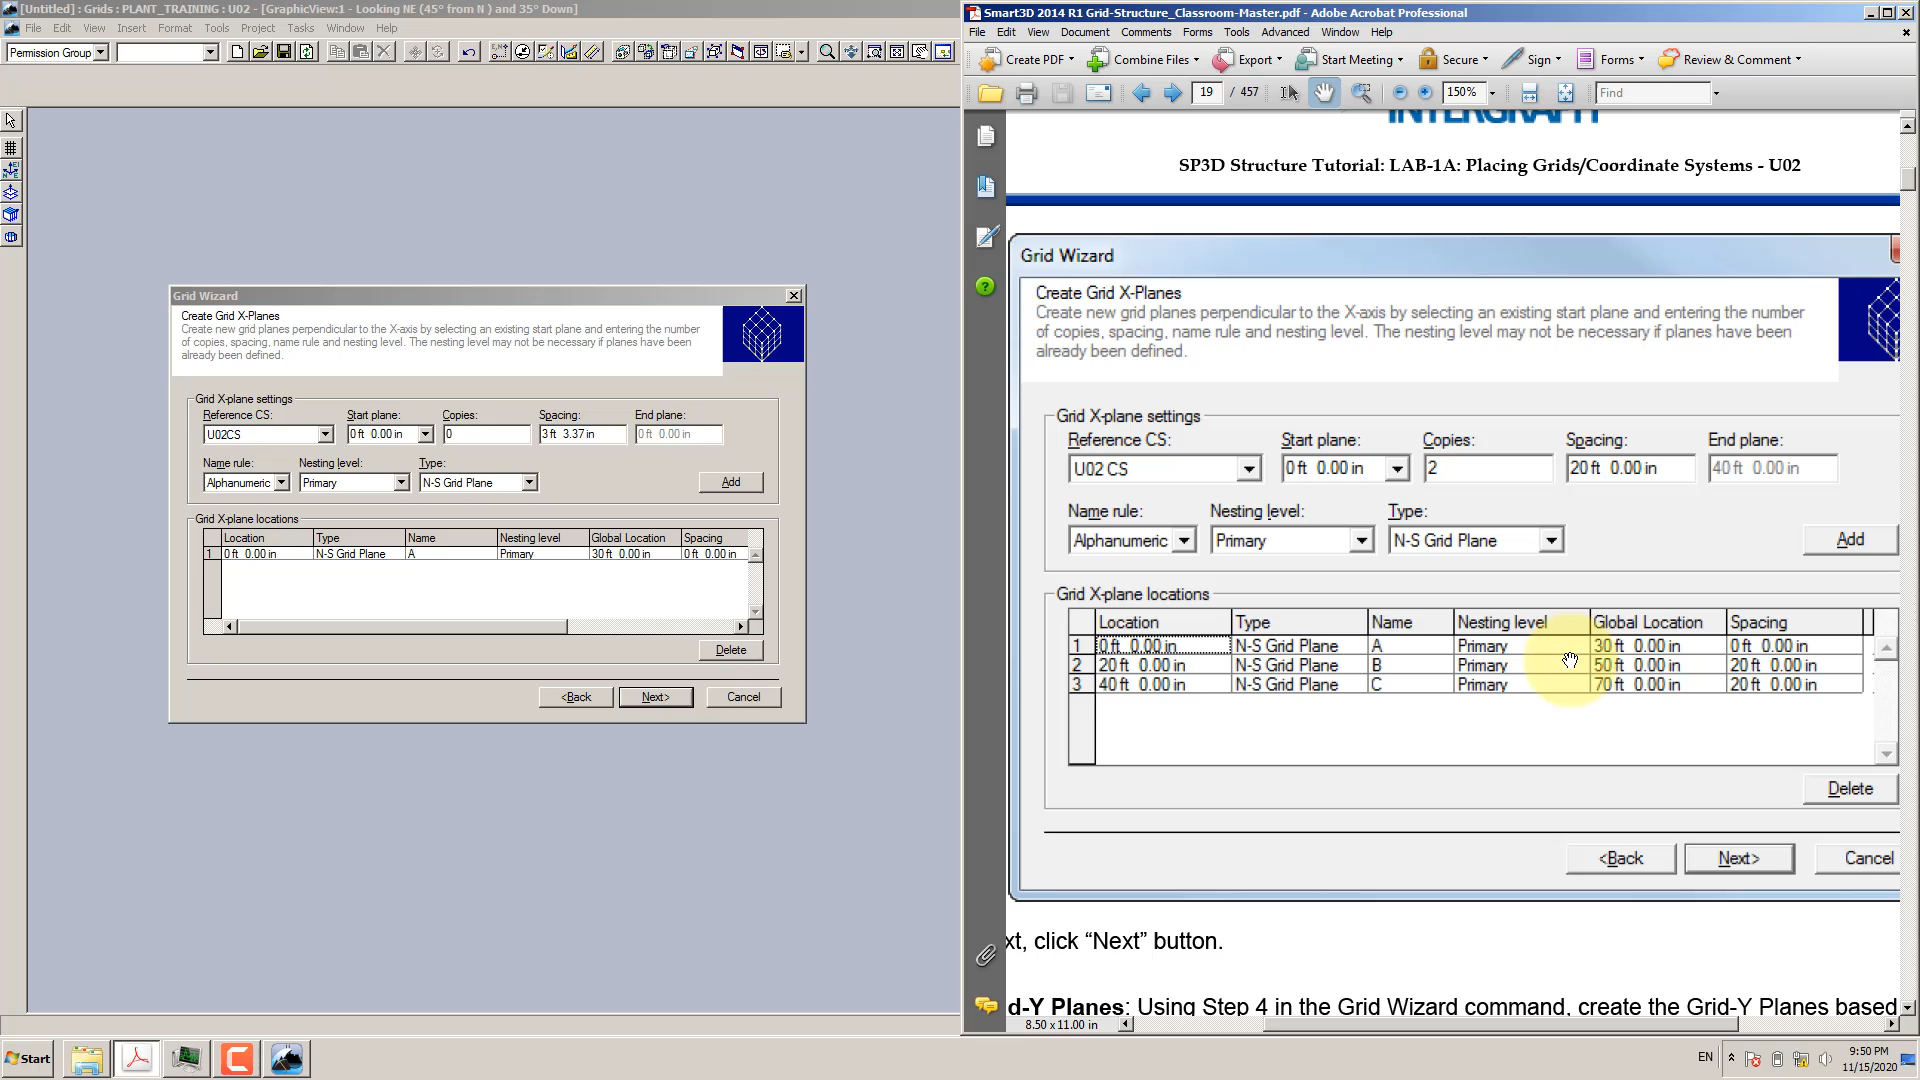 [Untitled] : Grids : PLANT_TRAINING : U02 - [GraphicView:1 - Looking NE (45° from N ) and 35° Down]
File Edit View Insert Format Tools Project Tasks Window Help
Permission Group
Grid Wizard
Create Grid X-Planes
Create new grid planes perpendicular to the X-axis by selecting an existing start plane and entering the number
of copies, spacing, name rule and nesting level. The nesting level may not be necessary if planes have been
already been defined.
Grid X-plane settings
Reference CS: Start plane: Copies: Spacing: End plane:
U02CS 0 ft 0.00 in 0 3 ft 3.37 in 0 ft 0.00 in
Name rule: Nesting level: Type:
Alphanumeric Primary N-S Grid Plane Add
Grid X-plane locations
Location Type Name Nesting level Global Location Spacing
1 0 ft 0.00 in N-S Grid Plane A Primary 30 ft 0.00 in 0 ft 0.00 in
Delete
<Back Next> Cancel
Smart3D 2014 R1 Grid-Structure_Classroom-Master.pdf - Adobe Acrobat Professional
File Edit View Document Comments Forms Tools Advanced Window Help
Create PDF Combine Files Export Start Meeting Secure Sign Forms Review & Comment
19 / 457 150% Find
INTERGRAPH
SP3D Structure Tutorial: LAB-1A: Placing Grids/Coordinate Systems - U02
Grid Wizard
Create Grid X-Planes
Create new grid planes perpendicular to the X-axis by selecting an existing start plane and entering the number
of copies, spacing, name rule and nesting level. The nesting level may not be necessary if planes have been
already been defined.
Grid X-plane settings
Reference CS: Start plane: Copies: Spacing: End plane:
U02 CS 0 ft 0.00 in 2 20 ft 0.00 in 40 ft 0.00 in
Name rule: Nesting level: Type:
Alphanumeric Primary N-S Grid Plane Add
Grid X-plane locations
Location Type Name Nesting level Global Location Spacing
1 0 ft 0.00 in N-S Grid Plane A Primary 30 ft 0.00 in 0 ft 0.00 in
2 20 ft 0.00 in N-S Grid Plane B Primary 50 ft 0.00 in 20 ft 0.00 in
3 40 ft 0.00 in N-S Grid Plane C Primary 70 ft 0.00 in 20 ft 0.00 in
Delete
<Back Next> Cancel
xt, click “Next” button.
d-Y Planes: Using Step 4 in the Grid Wizard command, create the Grid-Y Planes based
8.50 x 11.00 in
Start EN 9:50 PM
11/15/2020